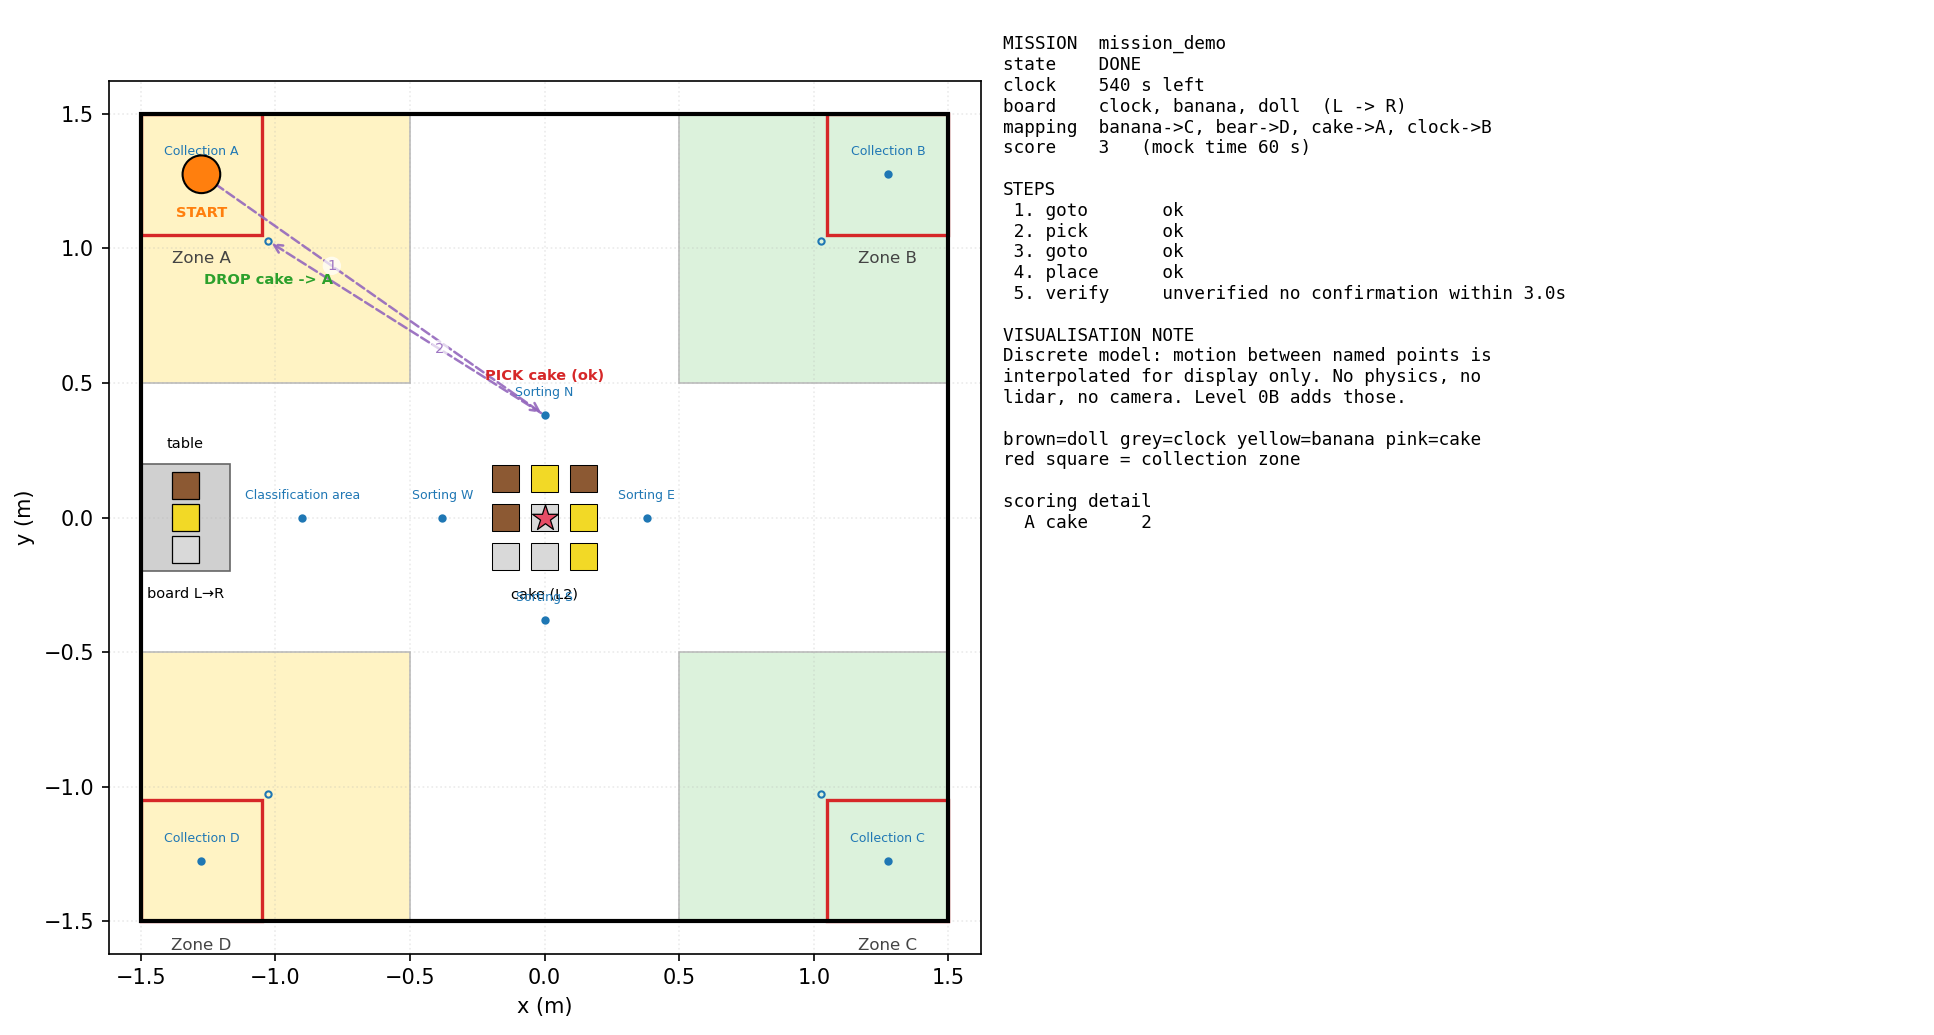 MISSION  mission_demo
state    DONE
clock    540 s left
board    clock, banana, doll  (L -> R)
mapping  banana->C, bear->D, cake->A, clock->B
score    3   (mock time 60 s)
STEPS
1. goto       ok
2. pick       ok
3. goto       ok
4. place      ok
5. verify     unverified no confirmation within 3.0s
VISUALISATION NOTE
Discrete model: motion between named points is
interpolated for display only. No physics, no
lidar, no camera. Level 0B adds those.
brown=doll grey=clock yellow=banana pink=cake
red square = collection zone
scoring detail
A cake     2
1.5
1.0
0.5
0.0
−0.5
−1.0
−1.5
y (m)
Collection A
START
Zone A
DROP cake -> A
1
2
Collection B
Zone B
PICK cake (ok)
Sorting N
table
Classification area
Sorting W
Sorting E
board L→R
cake (L2)
Sorting S
Collection D
Collection C
Zone D
Zone C
−1.5
−1.0
−0.5
0.0
0.5
1.0
1.5
x (m)